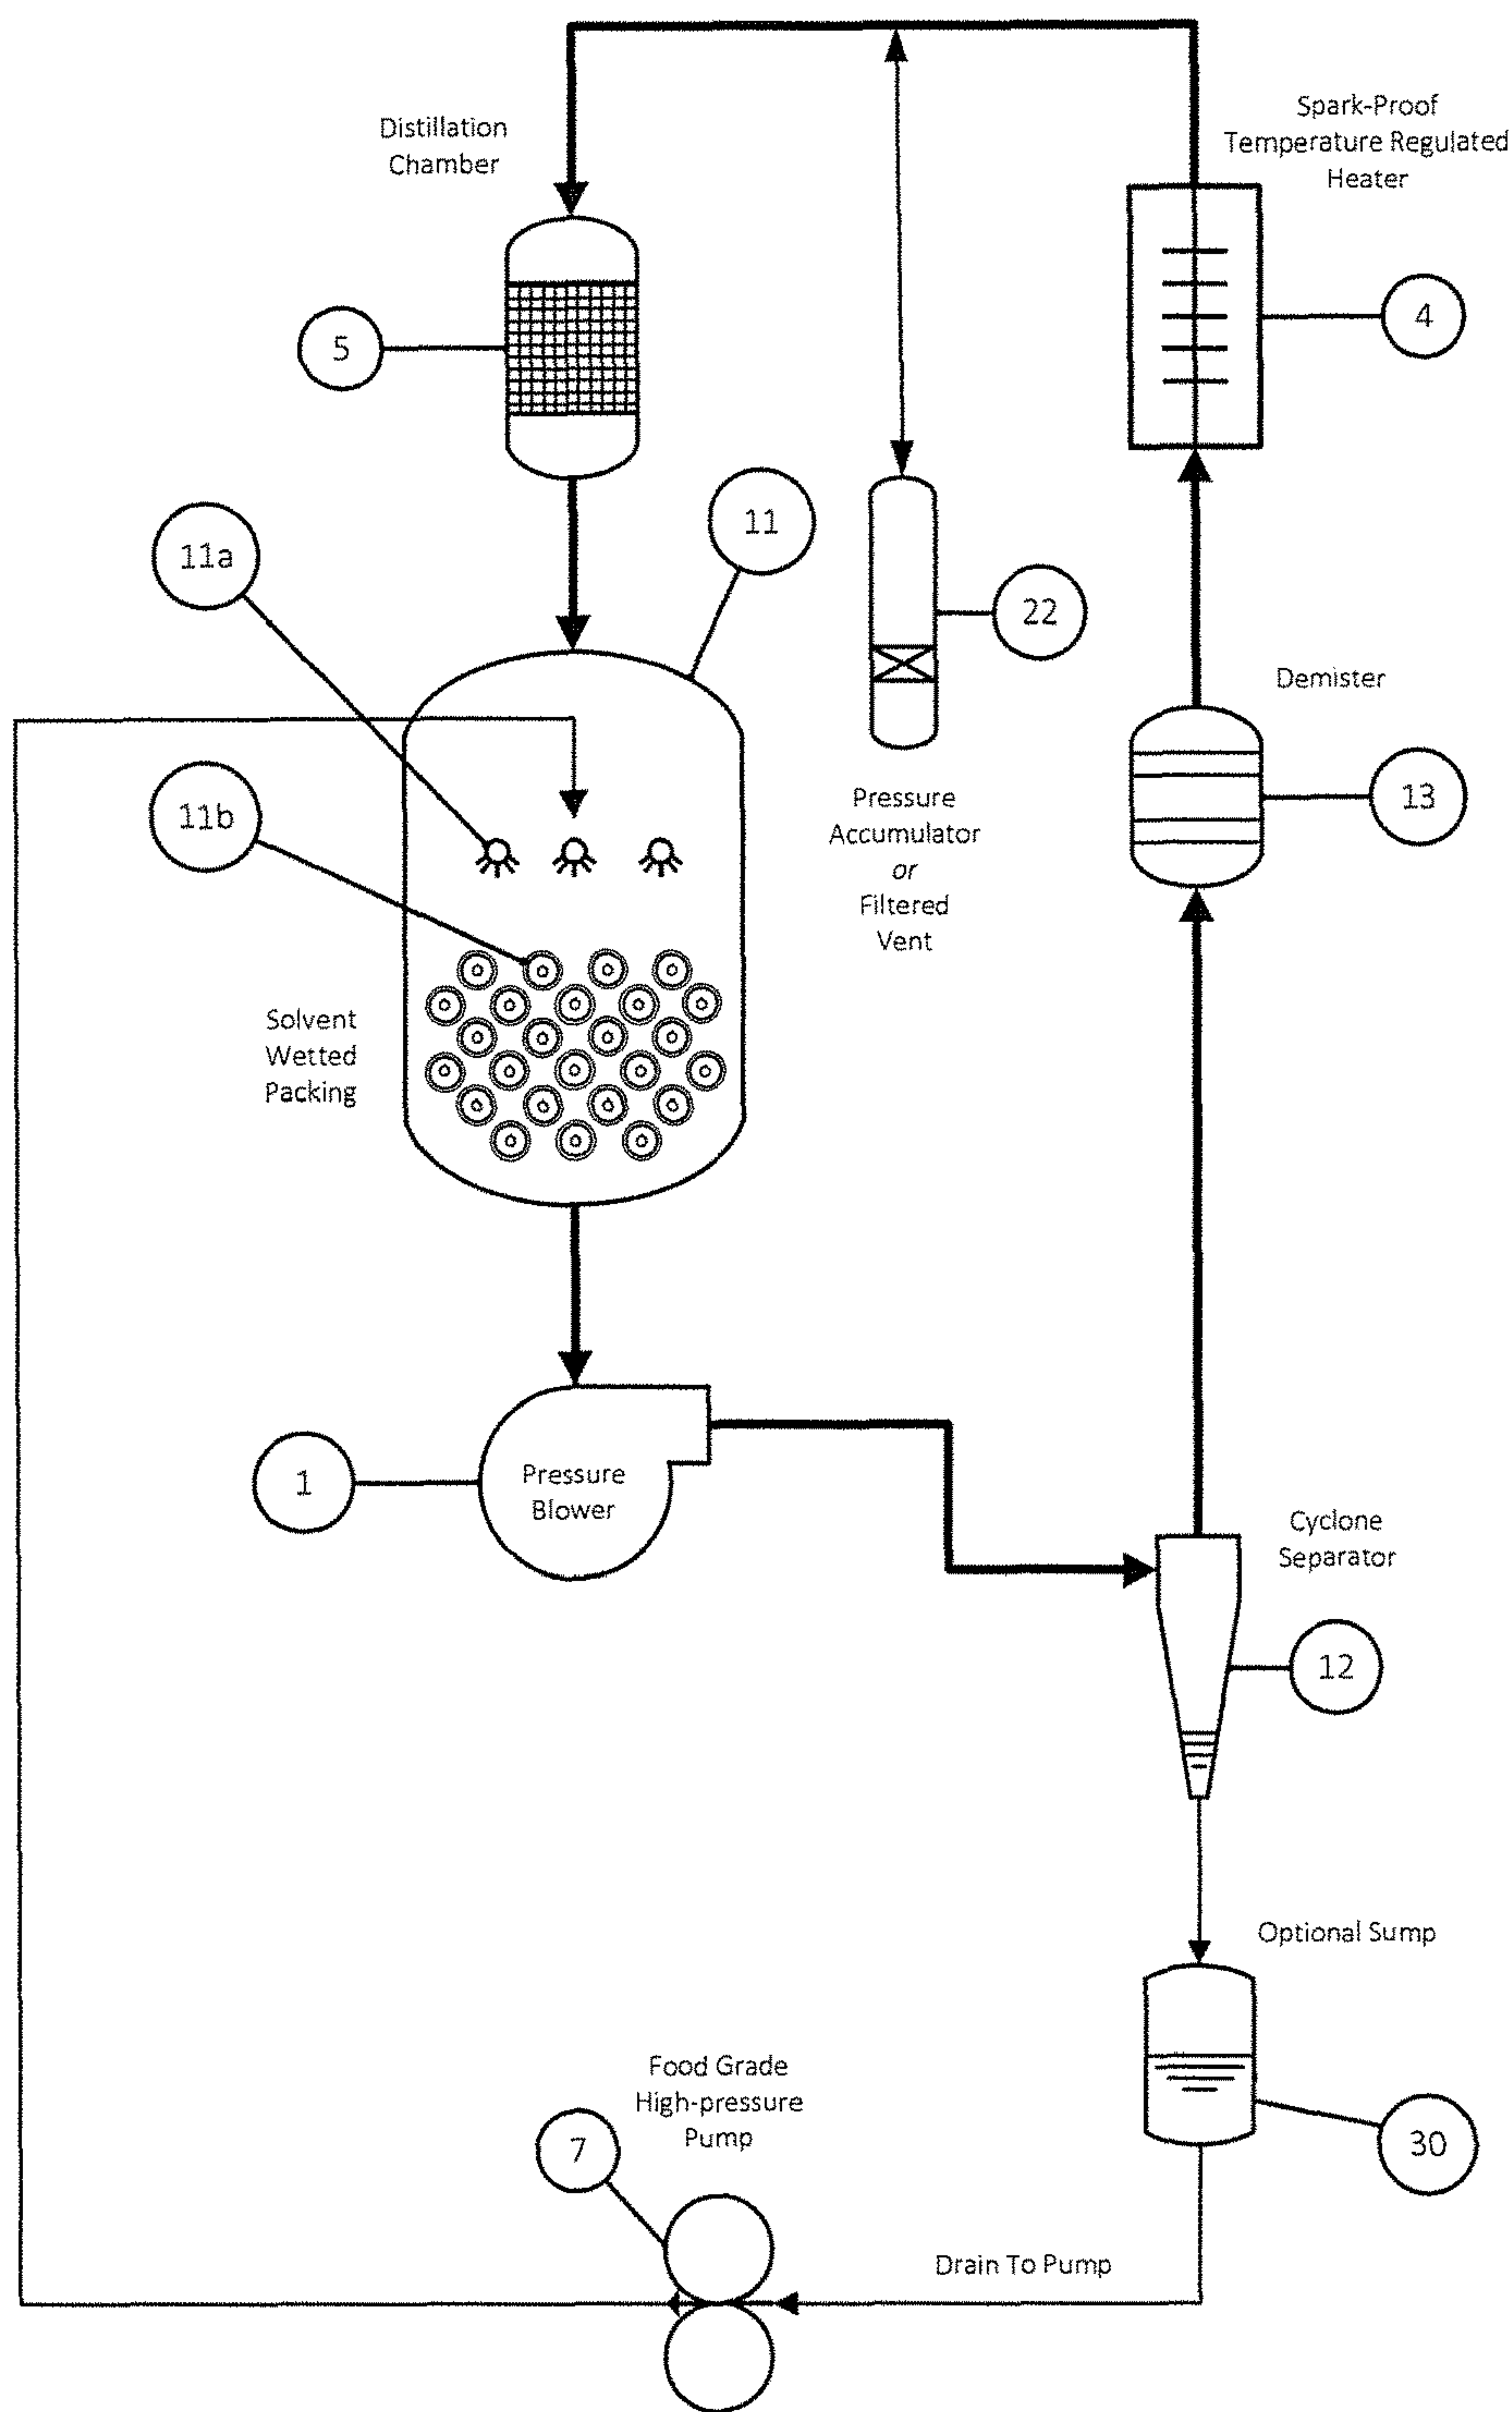 Distillation
Chamber
Spark-Proof
Temperature Regulated
Heater
5
4
11
11a
22
Demister
13
11b
Pressure
Accumulator
or
Filtered
Vent
Solvent
Wetted
Packing
1
Pressure
Blower
Cyclone
Separator
12
Optional Sump
Food Grade
High-pressure
Pump
7
30
Drain To Pump